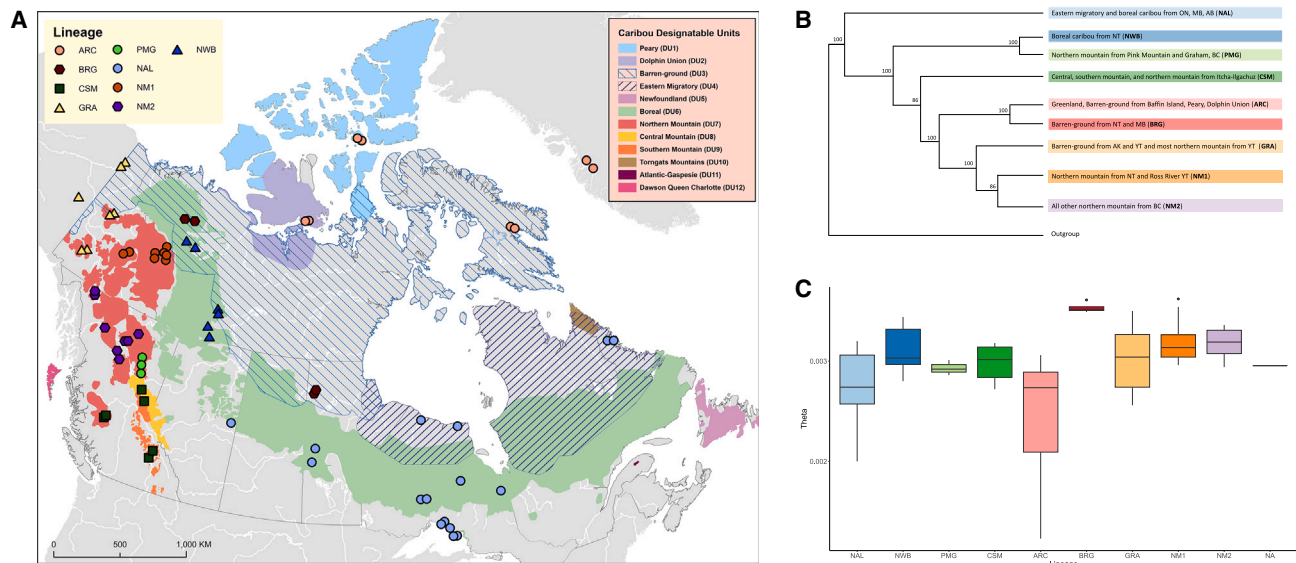 A
Lineage
ARC
BRG
CSM
GRA
PMG
NAL
NM1
NM2
NWB
Caribou Designatable Units
Peary (DU1)
Dolphin Union (DU2)
Barren-ground (DU3)
Eastern Migratory (DU4)
Newfoundland (DU5)
Boreal (DU6)
Northern Mountain (DU7)
Central Mountain (DU8)
Southern Mountain (DU9)
Torngats Mountains (DU10)
Atlantic-Gaspesie (DU11)
Dawson Queen Charlotte (DU12)
0 500 1,000 KM
B
Eastern migratory and boreal caribou from ON, MB, AB (NAL)
Boreal caribou from NT (NWB)
100
100
Northern mountain from Pink Mountain and Graham, BC (PMG)
100
Central, southern mountain, and northern mountain from Itcha-Ilgachuz (CSM)
Greenland, Barren-ground from Baffin Island, Peary, Dolphin Union (ARC)
86
100
Barren-ground from NT and MB (BRG)
100
Barren-ground from AK and YT and most northern mountain from YT (GRA)
100
Northern mountain from NT and Ross River YT (NM1)
86
All other northern mountain from BC (NM2)
Outgroup
C
0.003
Theta
0.002
NAL NWB PMG CSM ARC BRG GRA NM1 NM2 NA
Lineage